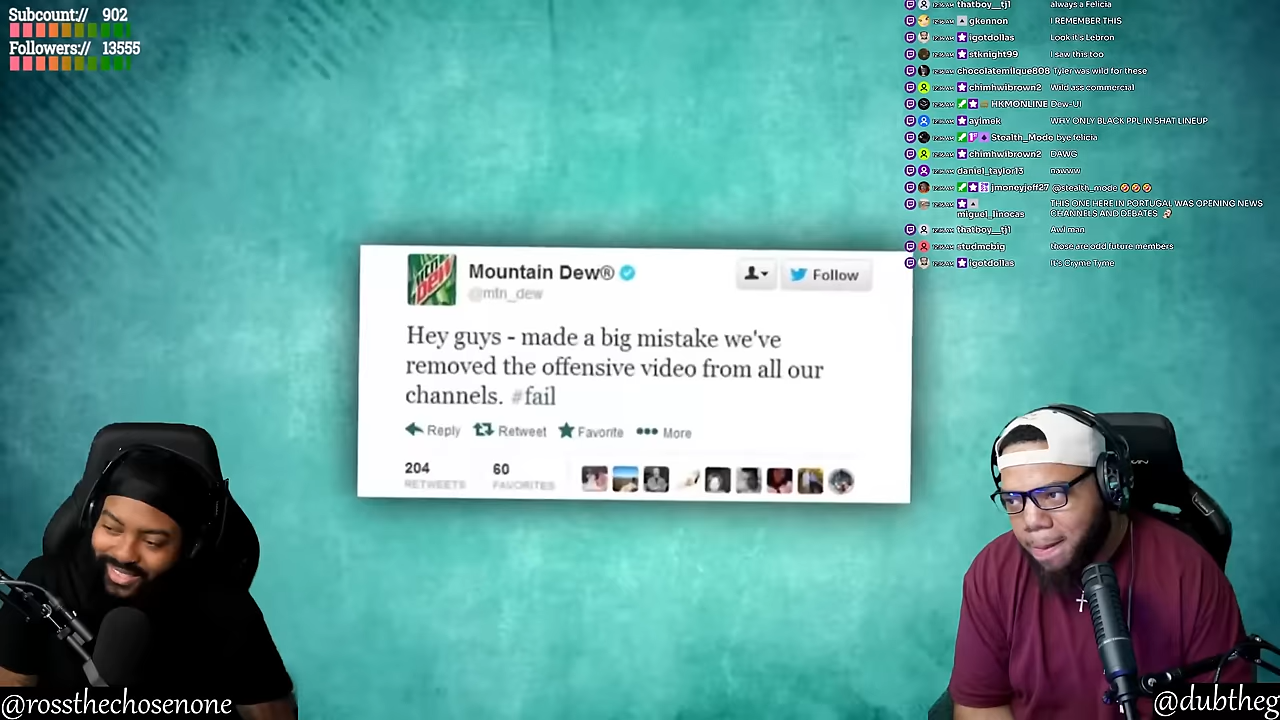 Subcount// 902
Followers// 13555
thatboy__tj1 always a Felicia
gkennon I REMEMBER THIS
igotdollas Look it's Lebron
stknight99 I saw this too
chocolatemilque808 Tyler was wild for these
chimhwibrown2 Wild ass commercial
HKMONLINE Dew-U!
aylmek WHY ONLY BLACK PPL IN SHAT LINEUP
Stealth_Mode bye felicia
chimhwibrown2 DAWG
daniel_taylor13 nawww
jmoneyjeff27 @stealth_mode 🤣🤣🤣
miguel_linocas THIS ONE HERE IN PORTUGAL WAS OPENING NEWS
CHANNELS AND DEBATES
thatboy__tj1 Aw man
studmcbig those are odd future members
igotdollas It's Cryme Tyme
mtn
Dew
Mountain Dew®
@mtn_dew
Follow
Hey guys - made a big mistake we've
removed the offensive video from all our
channels. #fail
Reply Retweet Favorite ••• More
204 60
RETWEETS FAVORITES
@rossthechosenone
@dubtheg